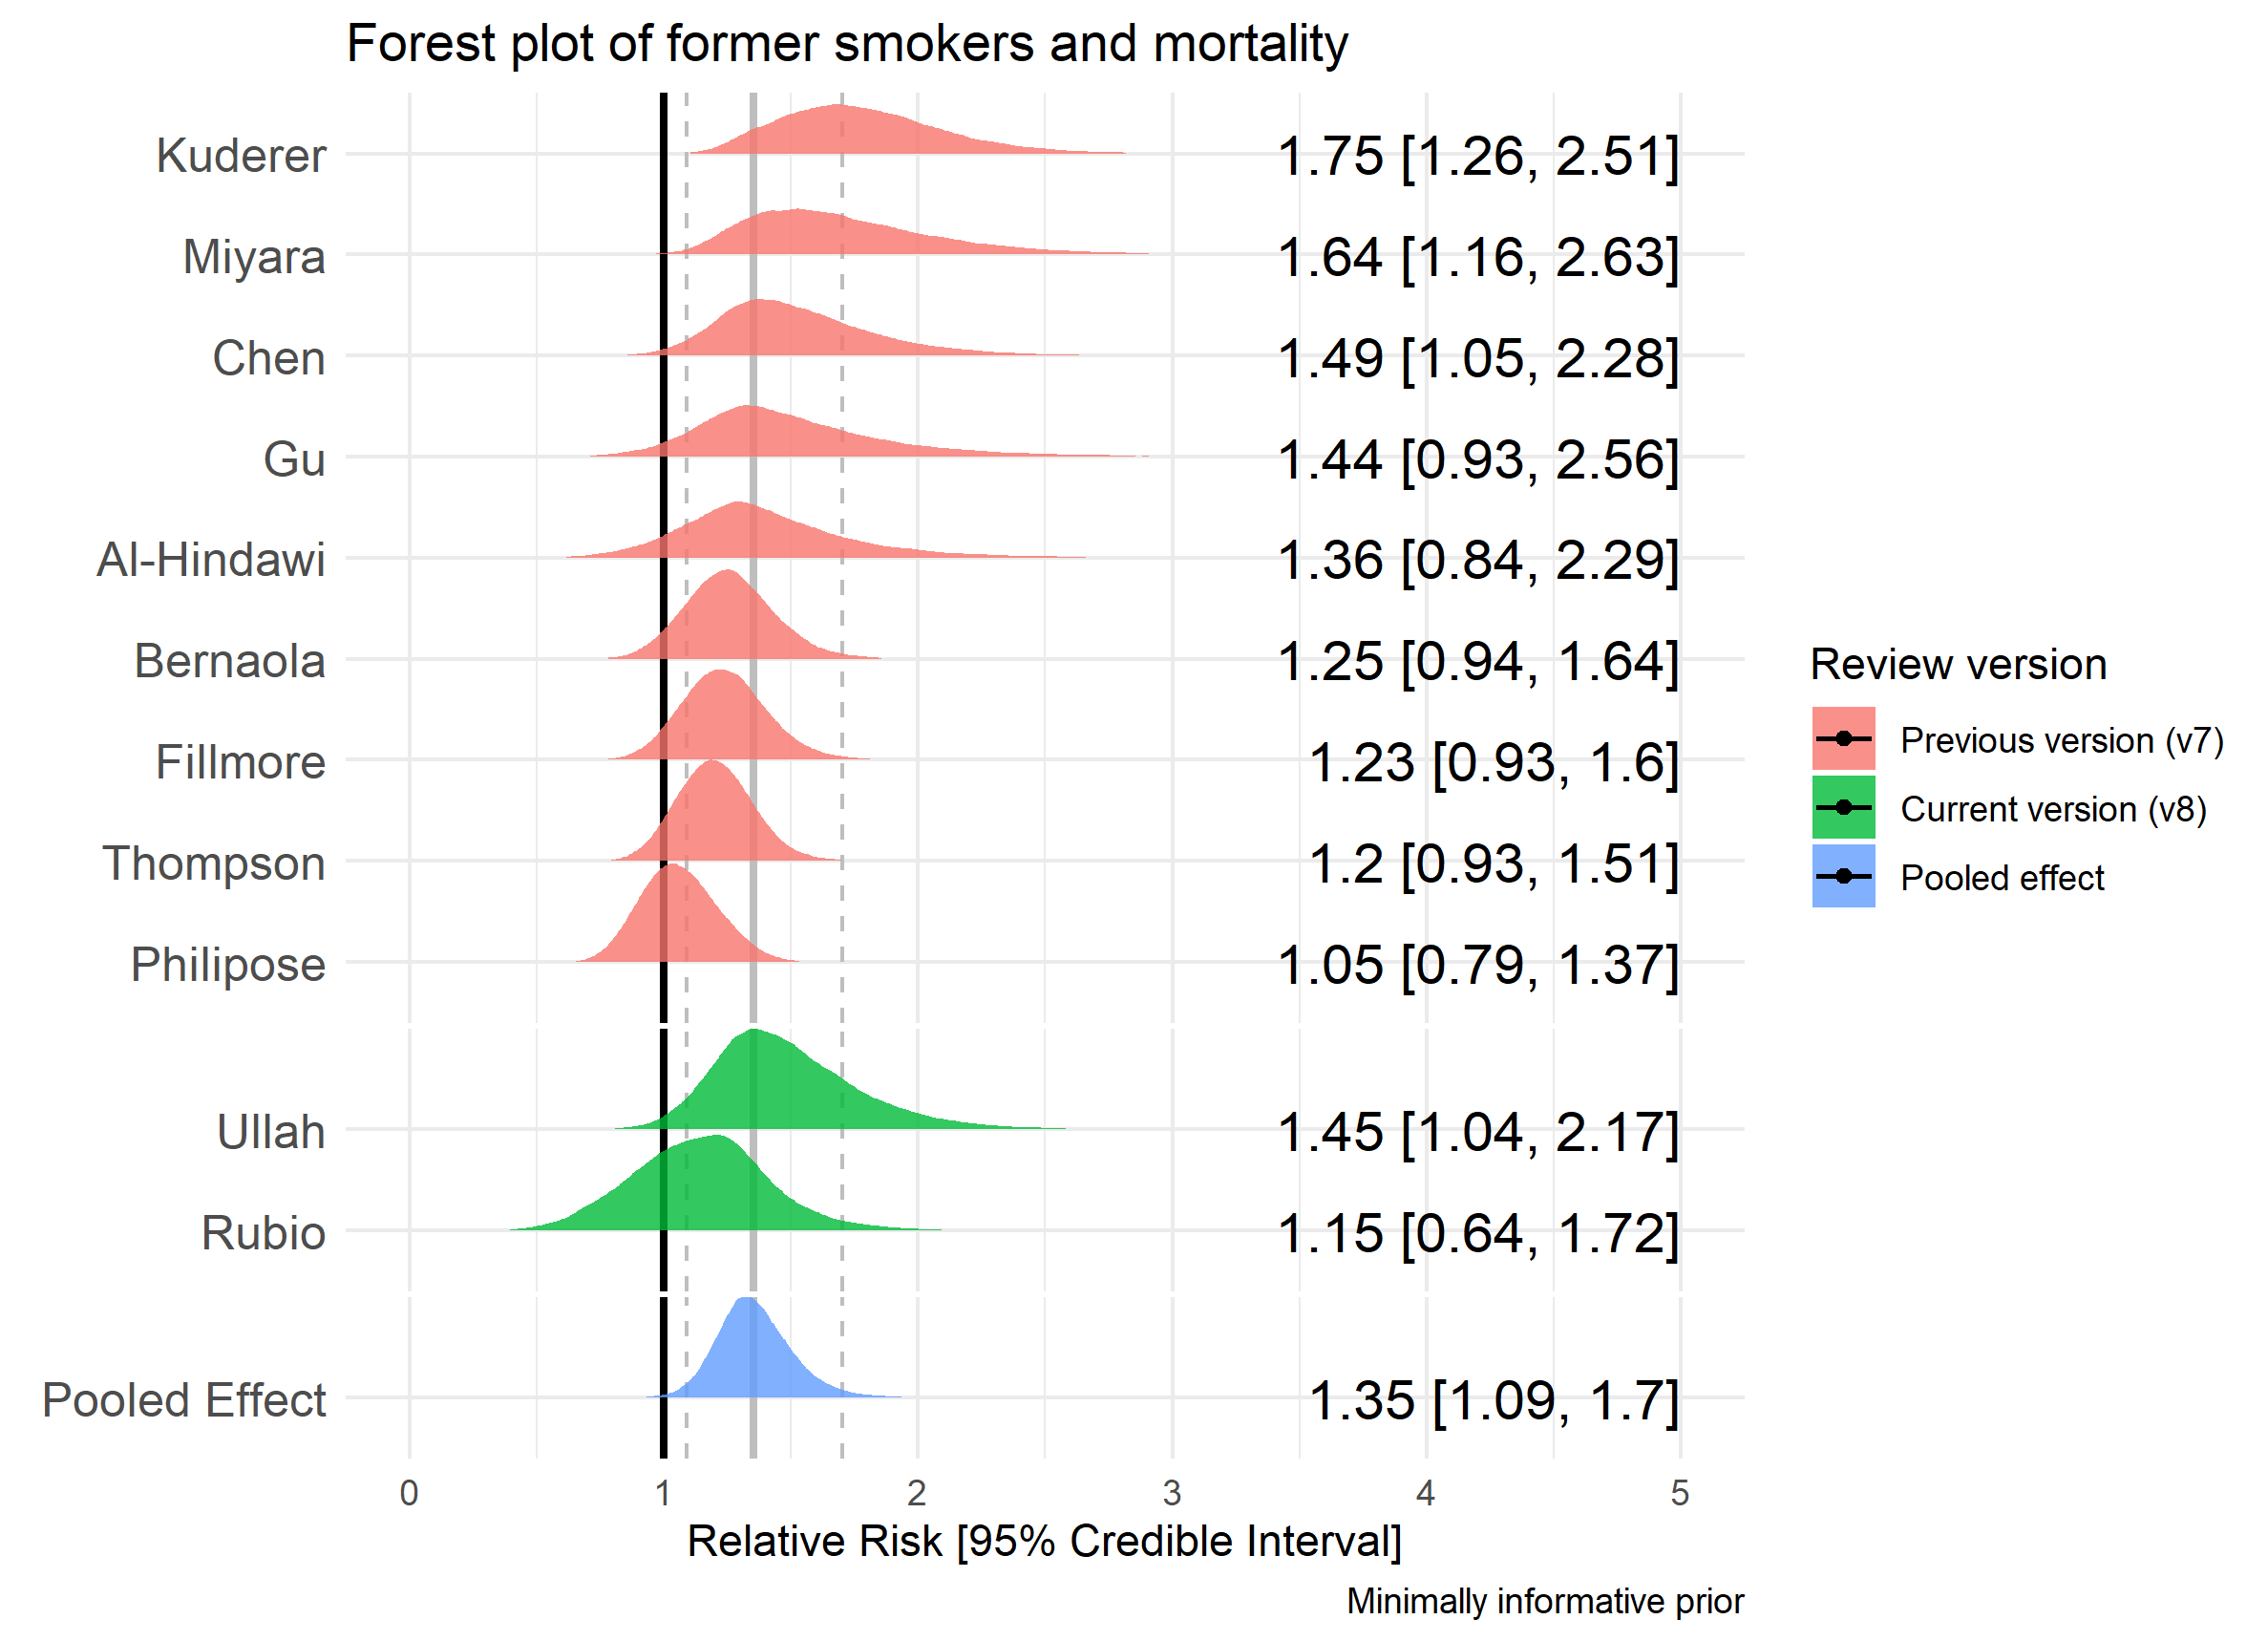 Forest plot of former smokers and mortality
Kuderer 1.75 [1.26, 2.51]
Miyara 1.64 [1.16, 2.63]
Chen 1.49 [1.05, 2.28]
Gu 1.44 [0.93, 2.56]
Al-Hindawi 1.36 [0.84, 2.29]
Bernaola 1.25 [0.94, 1.64]
Fillmore 1.23 [0.93, 1.6]
Thompson 1.2 [0.93, 1.51]
Philipose 1.05 [0.79, 1.37]
Ullah 1.45 [1.04, 2.17]
Rubio 1.15 [0.64, 1.72]
Pooled Effect 1.35 [1.09, 1.7]
0 1 2 3 4 5
Relative Risk [95% Credible Interval]
Minimally informative prior
Review version
Previous version (v7)
Current version (v8)
Pooled effect